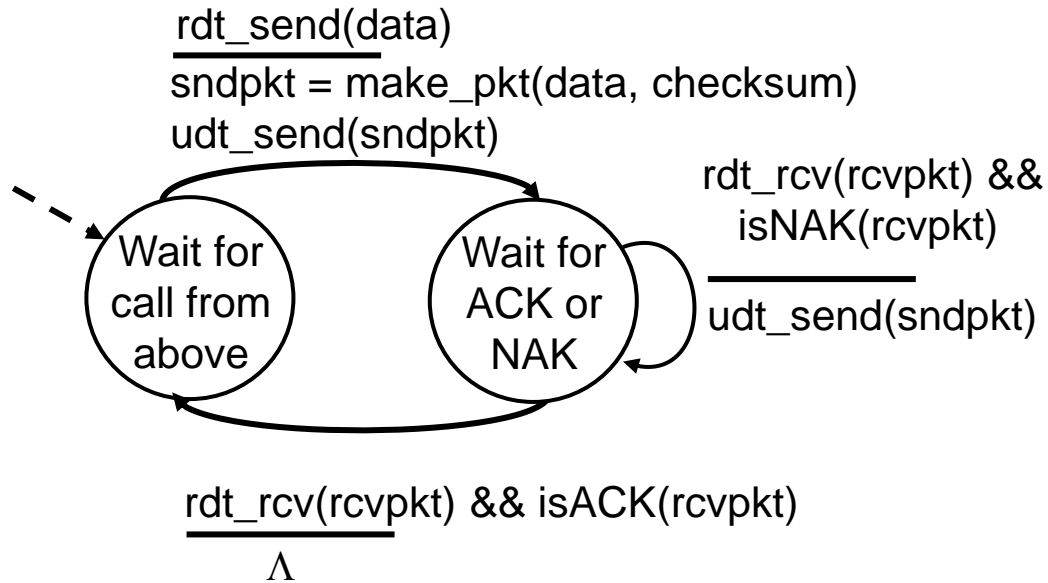 rdt_send(data)
sndpkt = make_pkt(data, checksum)
udt_send(sndpkt)
rdt_rcv(rcvpkt) &&
isNAK(rcvpkt)
udt_send(sndpkt)
Wait for
call from
above
Wait for
ACK or
NAK
rdt_rcv(rcvpkt) && isACK(rcvpkt)
Λ